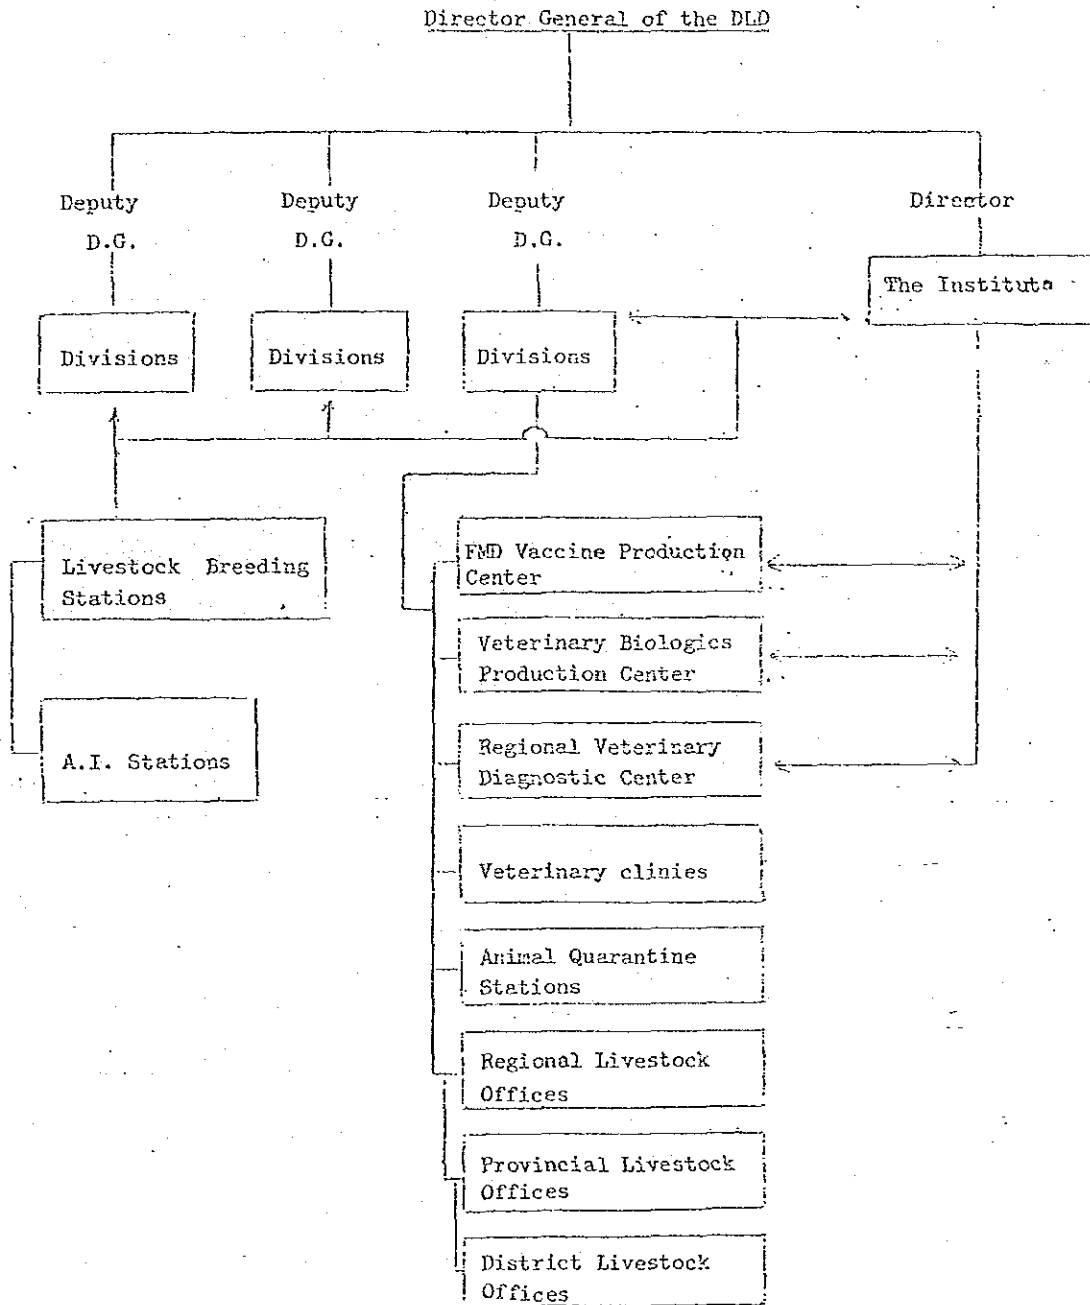 Director General of the DLD
Deputy
D.G.
Deputy
D.G.
Deputy
D.G.
Director
The Institute
Divisions
Divisions
Divisions
Livestock Breeding
Stations
A.I. Stations
FMD Vaccine Production
Center
Veterinary Biologics
Production Center
Regional Veterinary
Diagnostic Center
Veterinary clinies
Animal Quarantine
Stations
Regional Livestock
Offices
Provincial Livestock
Offices
District Livestock
Offices